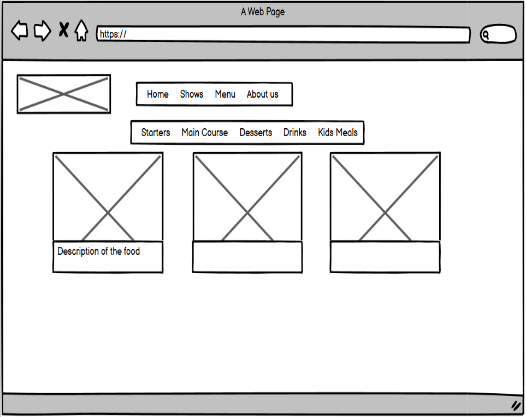 A Web Page
https://
Home Shows Menu About us
Starters Main Course Desserts Drinks Kids Meals
Description of the food